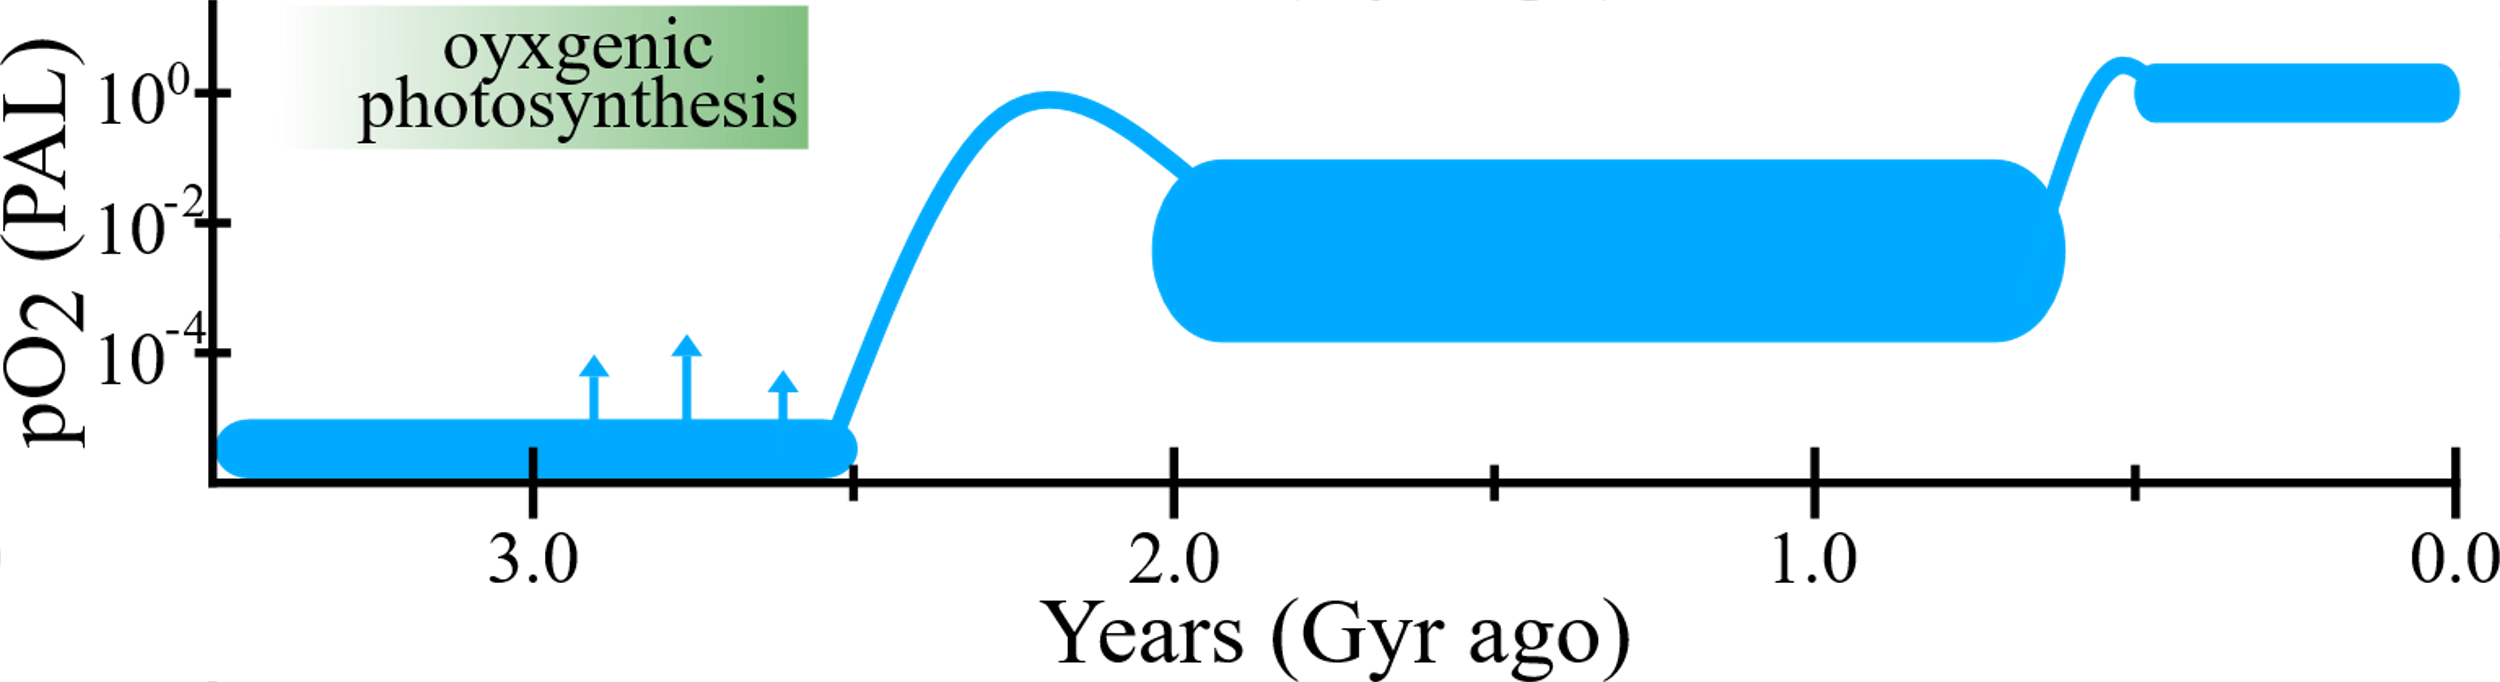 oyxgenic
photosynthesis
pO2 (PAL)
10^0
10^-2
10^-4
3.0
2.0
1.0
0.0
Years (Gyr ago)